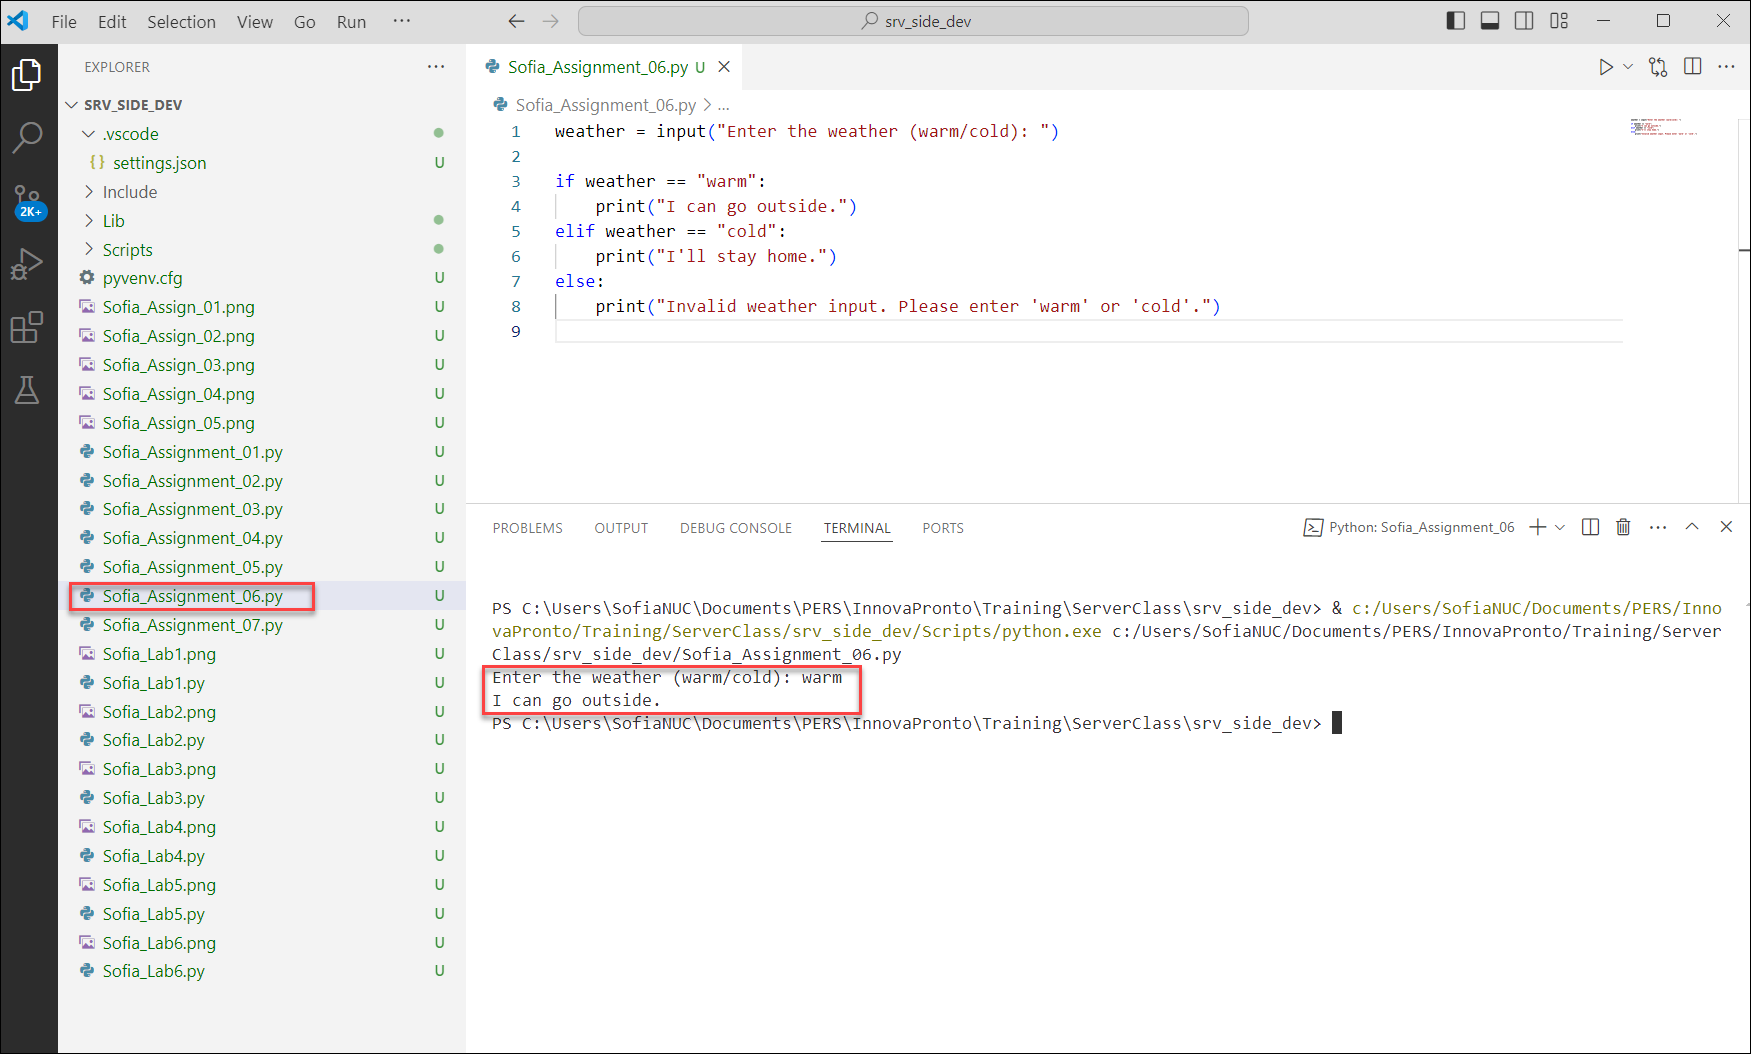 File Edit Selection View Go Run ···
srv_side_dev
EXPLORER
SRV_SIDE_DEV
.vscode
{} settings.json U
Include
Lib
Scripts
pyvenv.cfg U
Sofia_Assign_01.png U
Sofia_Assign_02.png U
Sofia_Assign_03.png U
Sofia_Assign_04.png U
Sofia_Assign_05.png U
Sofia_Assignment_01.py U
Sofia_Assignment_02.py U
Sofia_Assignment_03.py U
Sofia_Assignment_04.py U
Sofia_Assignment_05.py U
Sofia_Assignment_06.py U
Sofia_Assignment_07.py U
Sofia_Lab1.png U
Sofia_Lab1.py U
Sofia_Lab2.png U
Sofia_Lab2.py U
Sofia_Lab3.png U
Sofia_Lab3.py U
Sofia_Lab4.png U
Sofia_Lab4.py U
Sofia_Lab5.png U
Sofia_Lab5.py U
Sofia_Lab6.png U
Sofia_Lab6.py U
2K+
Sofia_Assignment_06.py U
Sofia_Assignment_06.py > ...
1 weather = input("Enter the weather (warm/cold): ")
2
3 if weather == "warm":
4     print("I can go outside.")
5 elif weather == "cold":
6     print("I'll stay home.")
7 else:
8     print("Invalid weather input. Please enter 'warm' or 'cold'.")
9
PROBLEMS OUTPUT DEBUG CONSOLE TERMINAL PORTS
Python: Sofia_Assignment_06
PS C:\Users\SofiaNUC\Documents\PERS\InnovaPronto\Training\ServerClass\srv_side_dev> & c:/Users/SofiaNUC/Documents/PERS/Inno
vaPronto/Training/ServerClass/srv_side_dev/Scripts/python.exe c:/Users/SofiaNUC/Documents/PERS/InnovaPronto/Training/Server
Class/srv_side_dev/Sofia_Assignment_06.py
Enter the weather (warm/cold): warm
I can go outside.
PS C:\Users\SofiaNUC\Documents\PERS\InnovaPronto\Training\ServerClass\srv_side_dev>